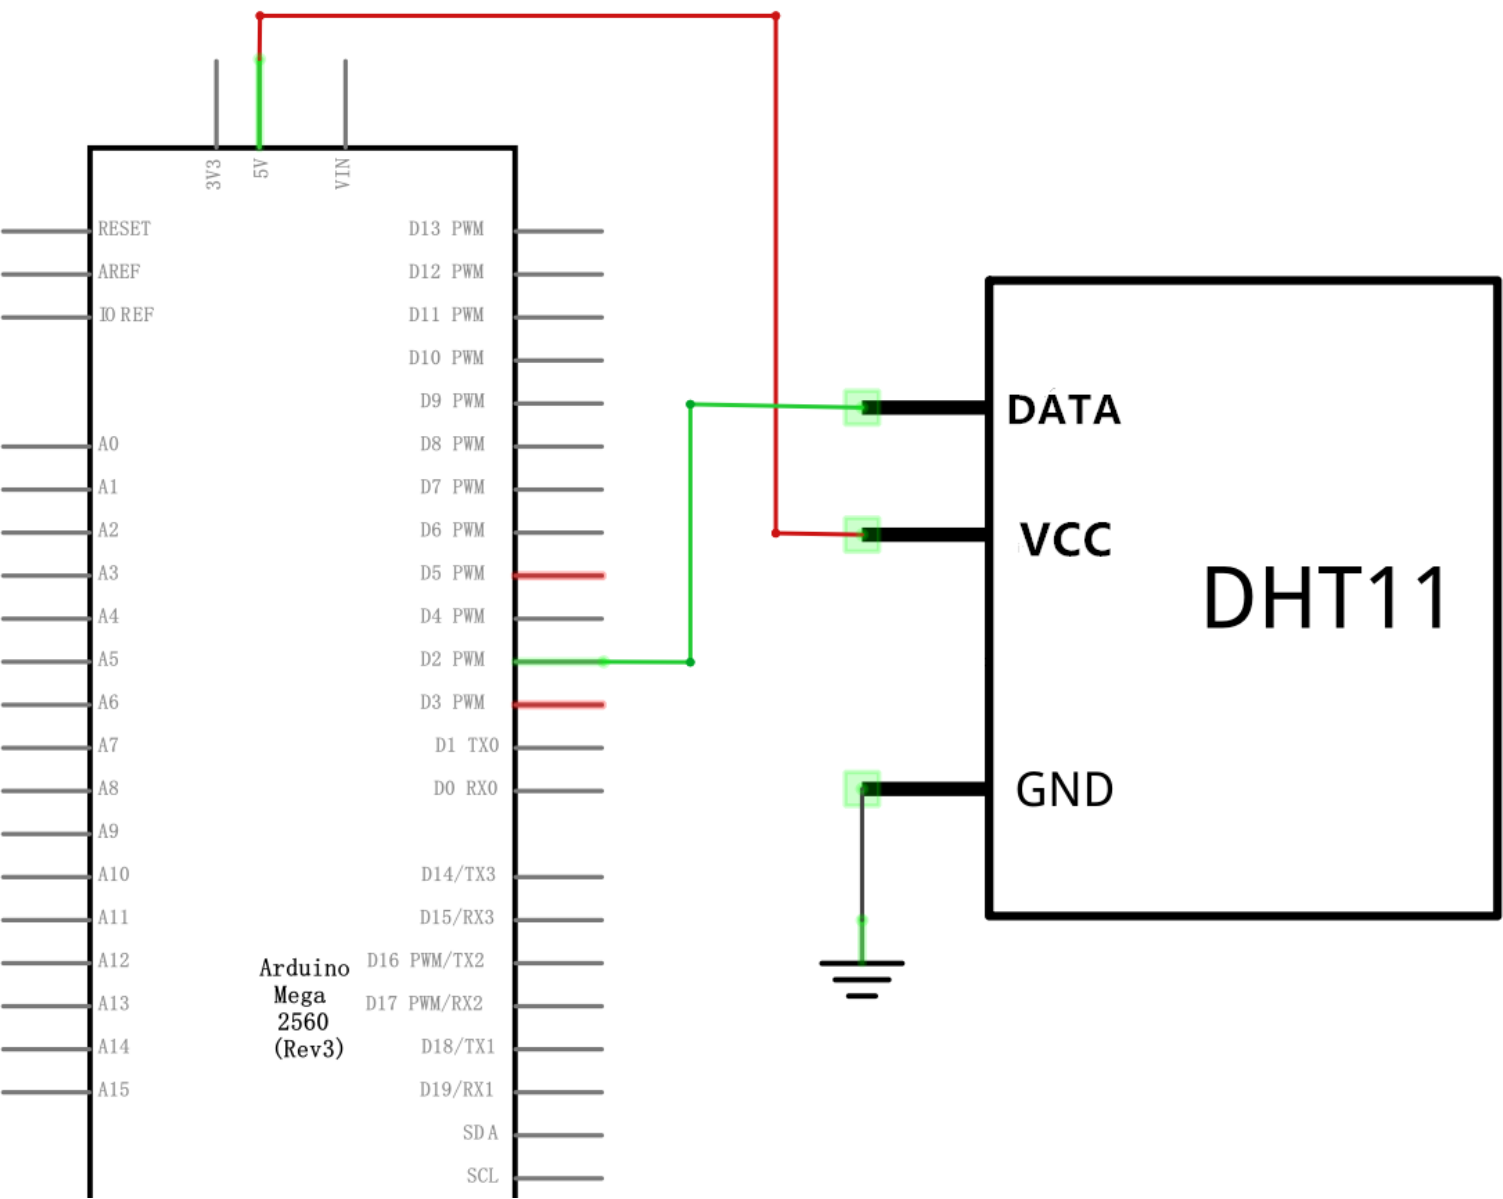 3V3
5V
VIN
RESET
AREF
IO REF
A0
A1
A2
A3
A4
A5
A6
A7
A8
A9
A10
A11
A12
A13
A14
A15
D13 PWM
D12 PWM
D11 PWM
D10 PWM
D9 PWM
D8 PWM
D7 PWM
D6 PWM
D5 PWM
D4 PWM
D2 PWM
D3 PWM
D1 TX0
D0 RX0
D14/TX3
D15/RX3
D16 PWM/TX2
D17 PWM/RX2
D18/TX1
D19/RX1
SDA
SCL
Arduino
Mega
2560
(Rev3)
DATA
VCC
DHT11
GND